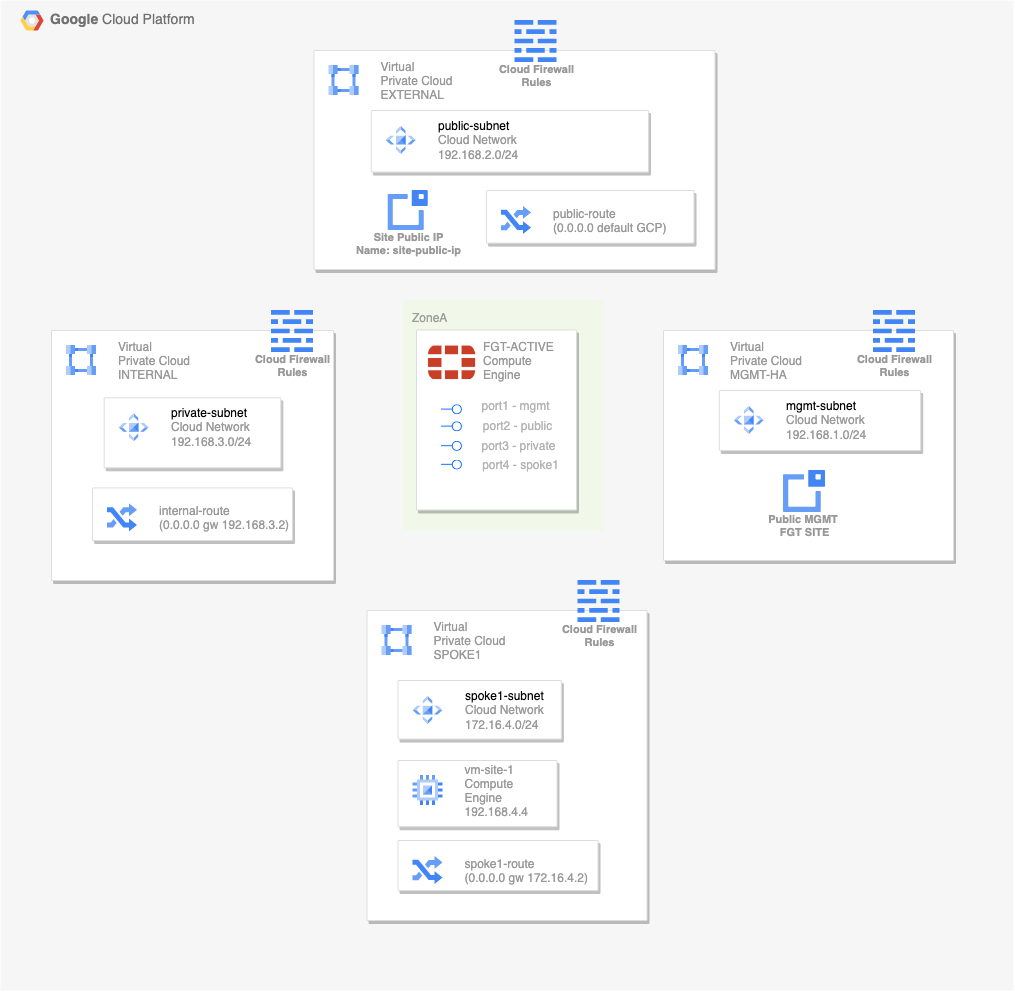 Google Cloud Platform
Cloud Firewall
Rules
Virtual
Private Cloud
EXTERNAL
public-subnet
Cloud Network
192.168.2.0/24
Site Public IP
Name: site-public-ip
public-route
(0.0.0.0 default GCP)
Cloud Firewall
Rules
Virtual
Private Cloud
INTERNAL
private-subnet
Cloud Network
192.168.3.0/24
internal-route
(0.0.0.0 gw 192.168.3.2)
ZoneA
FGT-ACTIVE
Compute
Engine
port1 - mgmt
port2 - public
port3 - private
port4 - spoke1
Cloud Firewall
Rules
Virtual
Private Cloud
MGMT-HA
mgmt-subnet
Cloud Network
192.168.1.0/24
Public MGMT
FGT SITE
Cloud Firewall
Rules
Virtual
Private Cloud
SPOKE1
spoke1-subnet
Cloud Network
172.16.4.0/24
vm-site-1
Compute
Engine
192.168.4.4
spoke1-route
(0.0.0.0 gw 172.16.4.2)